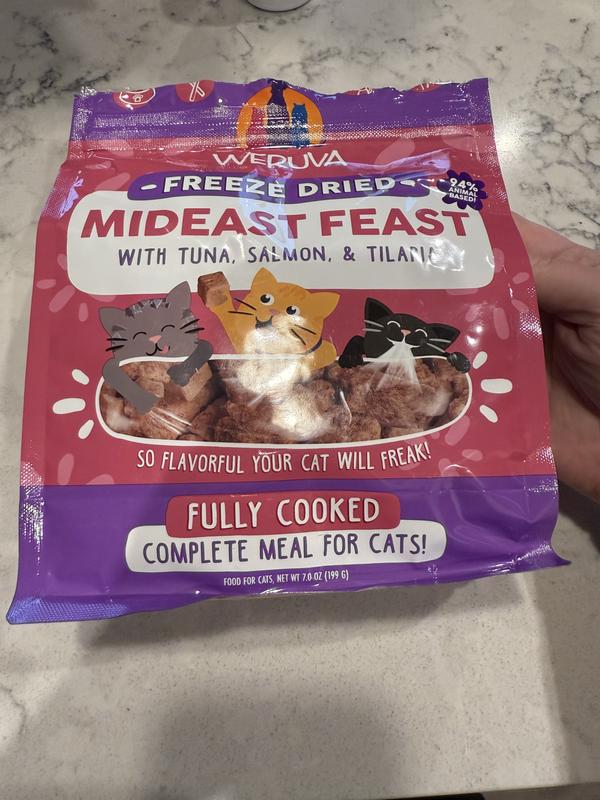 WERUVA
FREEZE DRIED
94%
ANIMAL
BASED!
MIDEAST FEAST
WITH TUNA, SALMON, & TILAPIA
SO FLAVORFUL YOUR CAT WILL FREAK!
FULLY COOKED
COMPLETE MEAL FOR CATS!
FOOD FOR CATS, NET WT 7.0 OZ (199 G)